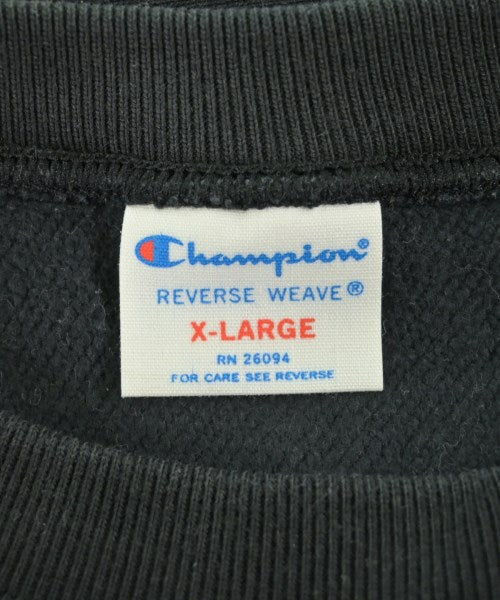 Champion®
REVERSE WEAVE®
X-LARGE
RN 26094
FOR CARE SEE REVERSE